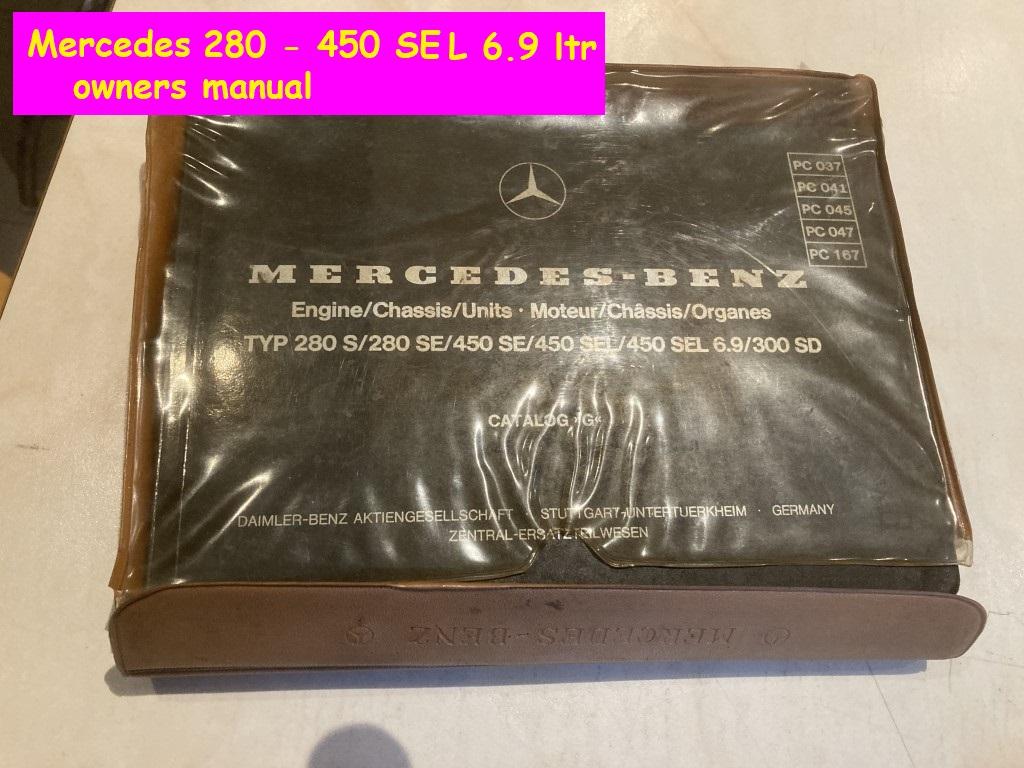 Mercedes 280 - 450 SEL 6.9 ltr
owners manual
PC 037
PC 041
PC 045
PC 047
PC 167
MERCEDES-BENZ
Engine/Chassis/Units · Moteur/Châssis/Organes
TYP 280 S/280 SE/450 SE/450 SEL/450 SEL 6.9/300 SD
CATALOG »G«
DAIMLER-BENZ AKTIENGESELLSCHAFT · STUTTGART-UNTERTUERKHEIM · GERMANY
ZENTRAL-ERSATZTEILWESEN
MERCEDES-BENZ